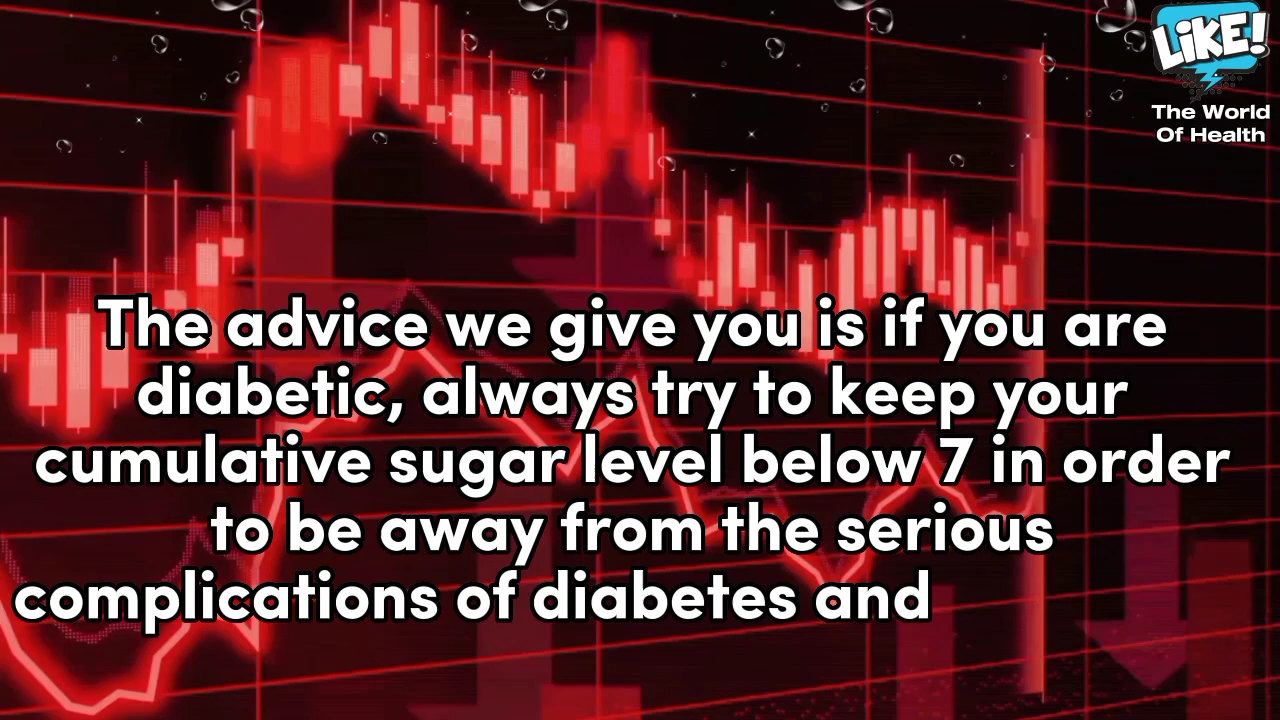 LiKE!
The World
Of Health
The advice we give you is if you are
diabetic, always try to keep your
cumulative sugar level below 7 in order
to be away from the serious
complications of diabetes and